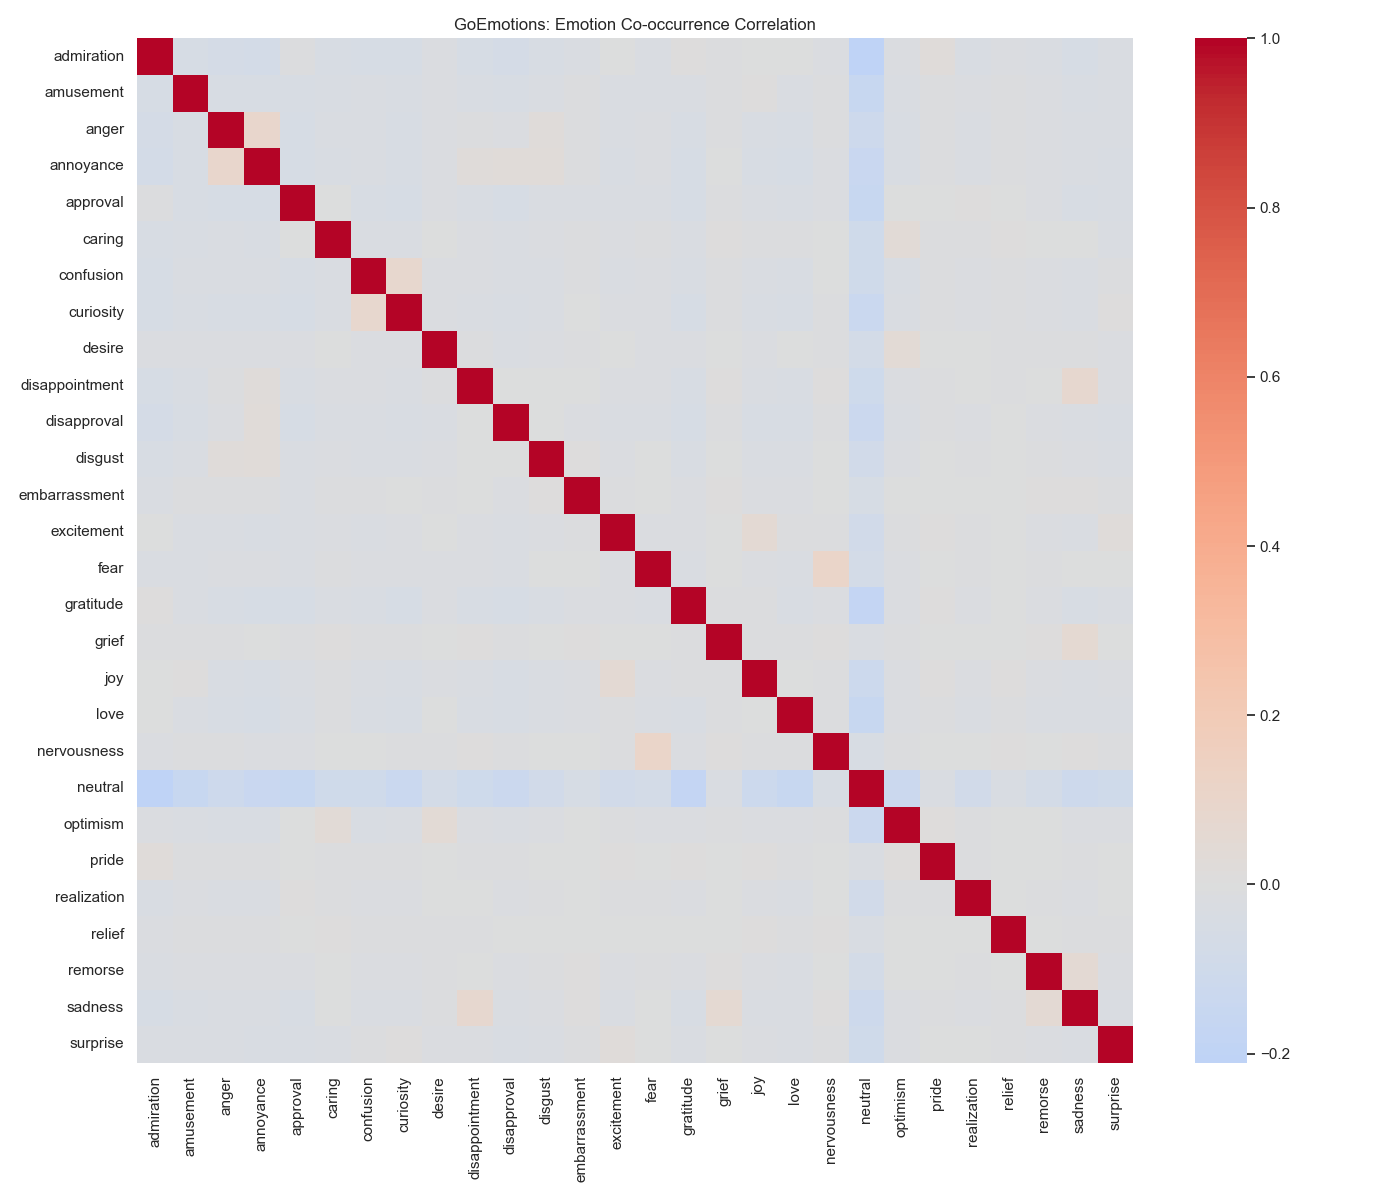 GoEmotions: Emotion Co-occurrence Correlation
admiration
amusement
anger
annoyance
approval
caring
confusion
curiosity
desire
disappointment
disapproval
disgust
embarrassment
excitement
fear
gratitude
grief
joy
love
nervousness
neutral
optimism
pride
realization
relief
remorse
sadness
surprise
admiration
amusement
anger
annoyance
approval
caring
confusion
curiosity
desire
disappointment
disapproval
disgust
embarrassment
excitement
fear
gratitude
grief
joy
love
nervousness
neutral
optimism
pride
realization
relief
remorse
sadness
surprise
1.0
0.8
0.6
0.4
0.2
0.0
−0.2